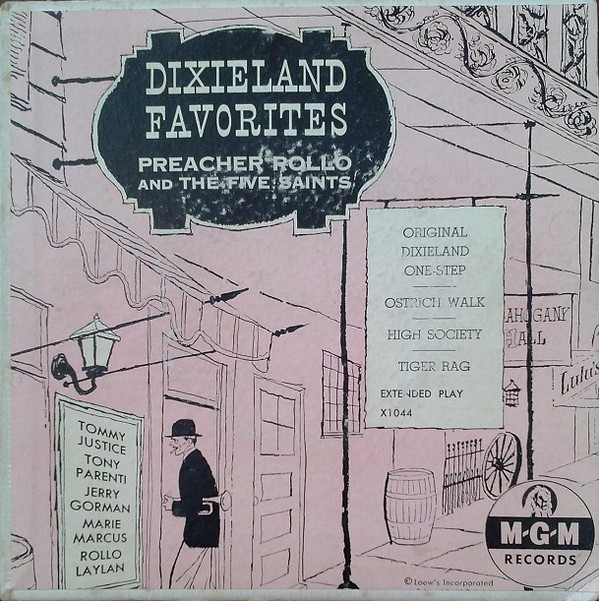 DIXIELAND
FAVORITES
PREACHER ROLLO
AND THE FIVE SAINTS
ORIGINAL
DIXIELAND
ONE-STEP
OSTRICH WALK
HIGH SOCIETY
TIGER RAG
EXTENDED PLAY
X1044
AHOGANY
ALL
Lulu's
TOMMY
JUSTICE
TONY
PARENTI
JERRY
GORMAN
MARIE
MARCUS
ROLLO
LAYLAN
M-G-M
RECORDS
©Loew's Incorporated